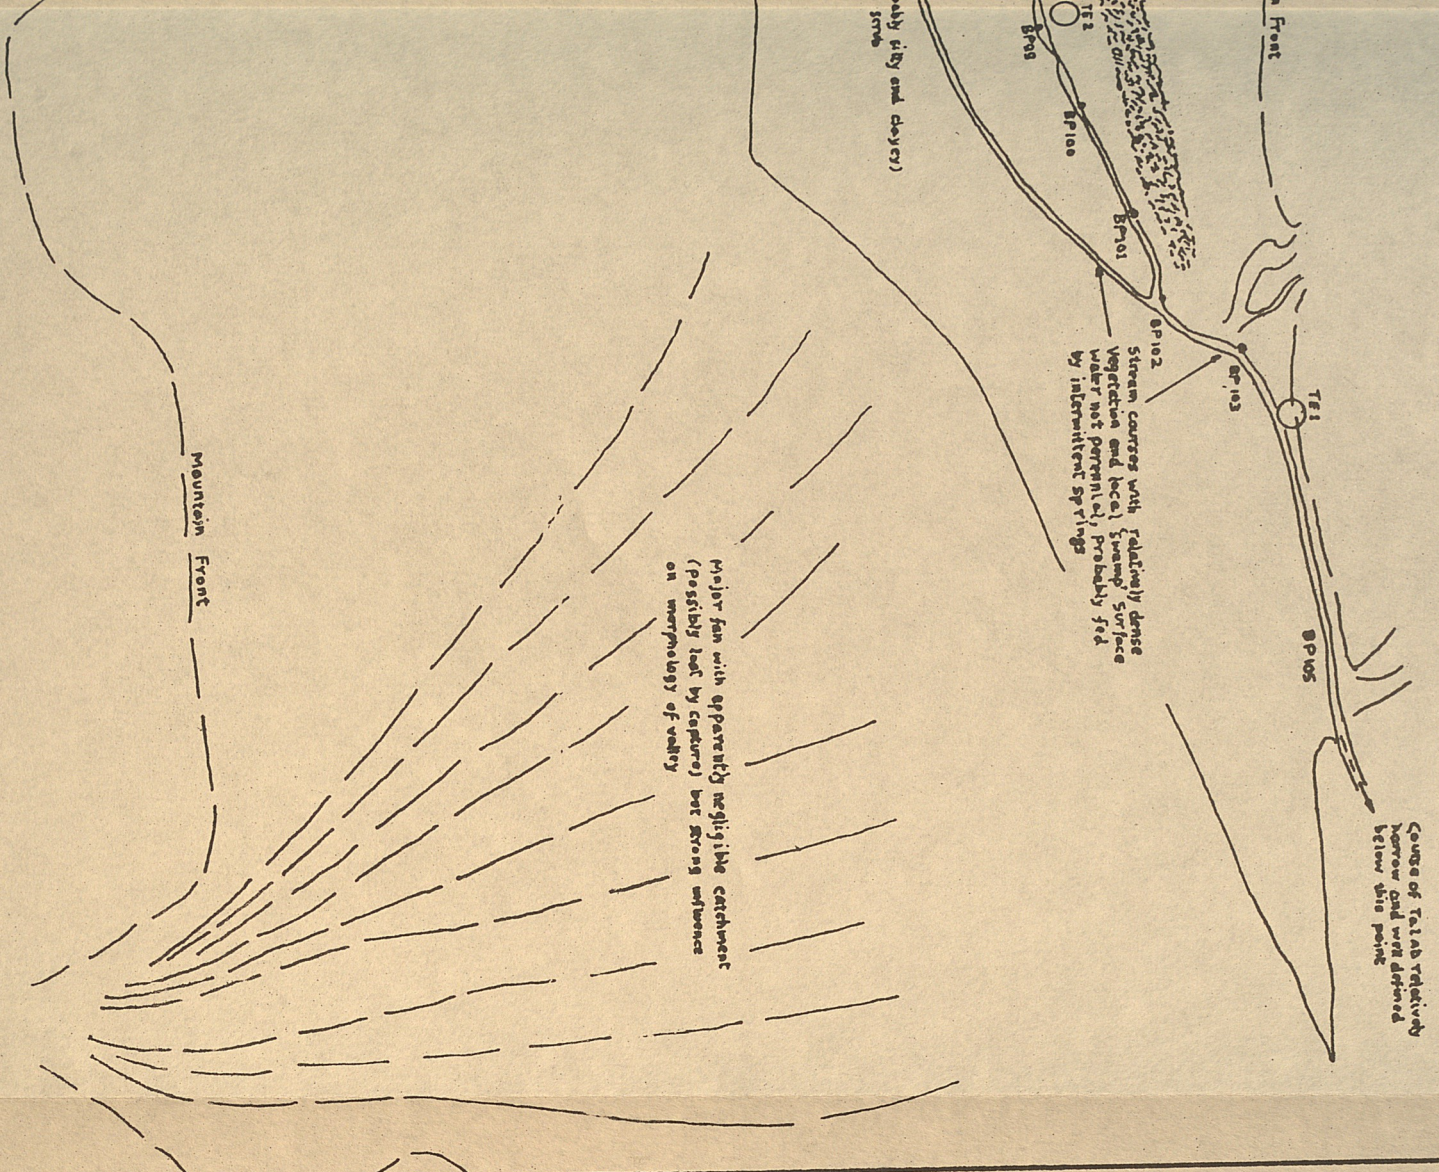 Front
TE2
BP09
BP100
BP101
BP102
BP103
TE1
BP105
silty and clayey)
scrub
Stream courses with relatively dense
Vegetation and local 'swamp' Surface
water not perennial, Probably fed
by intermittent springs
Course of Talab relatively
narrow and well defined
below this point
Major fan with apparently negligible catchment
(possibly lost by capture) but strong influence
on morphology of valley
Mountain Front